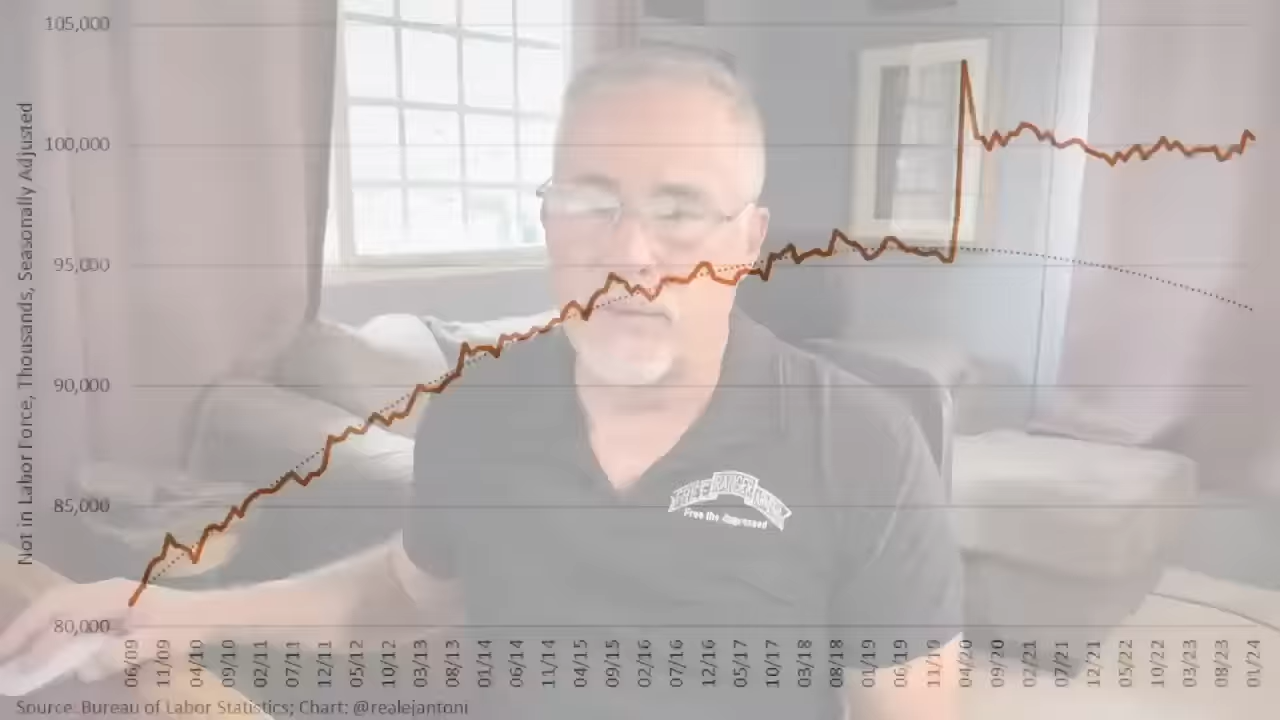 Not in Labor Force, Thousands, Seasonally Adjusted
105,000
100,000
95,000
90,000
85,000
80,000
06/09 11/09 04/10 09/10 02/11 07/11 12/11 05/12 10/12 03/13 08/13 01/14 06/14 11/14 04/15 09/15 02/16 07/16 12/16 05/17 10/17 03/18 08/18 01/19 06/19 11/19 04/20 09/20 02/21 07/21 12/21 05/22 10/22 03/23 08/23 01/24
Source: Bureau of Labor Statistics; Chart: @realejantoni
Free the